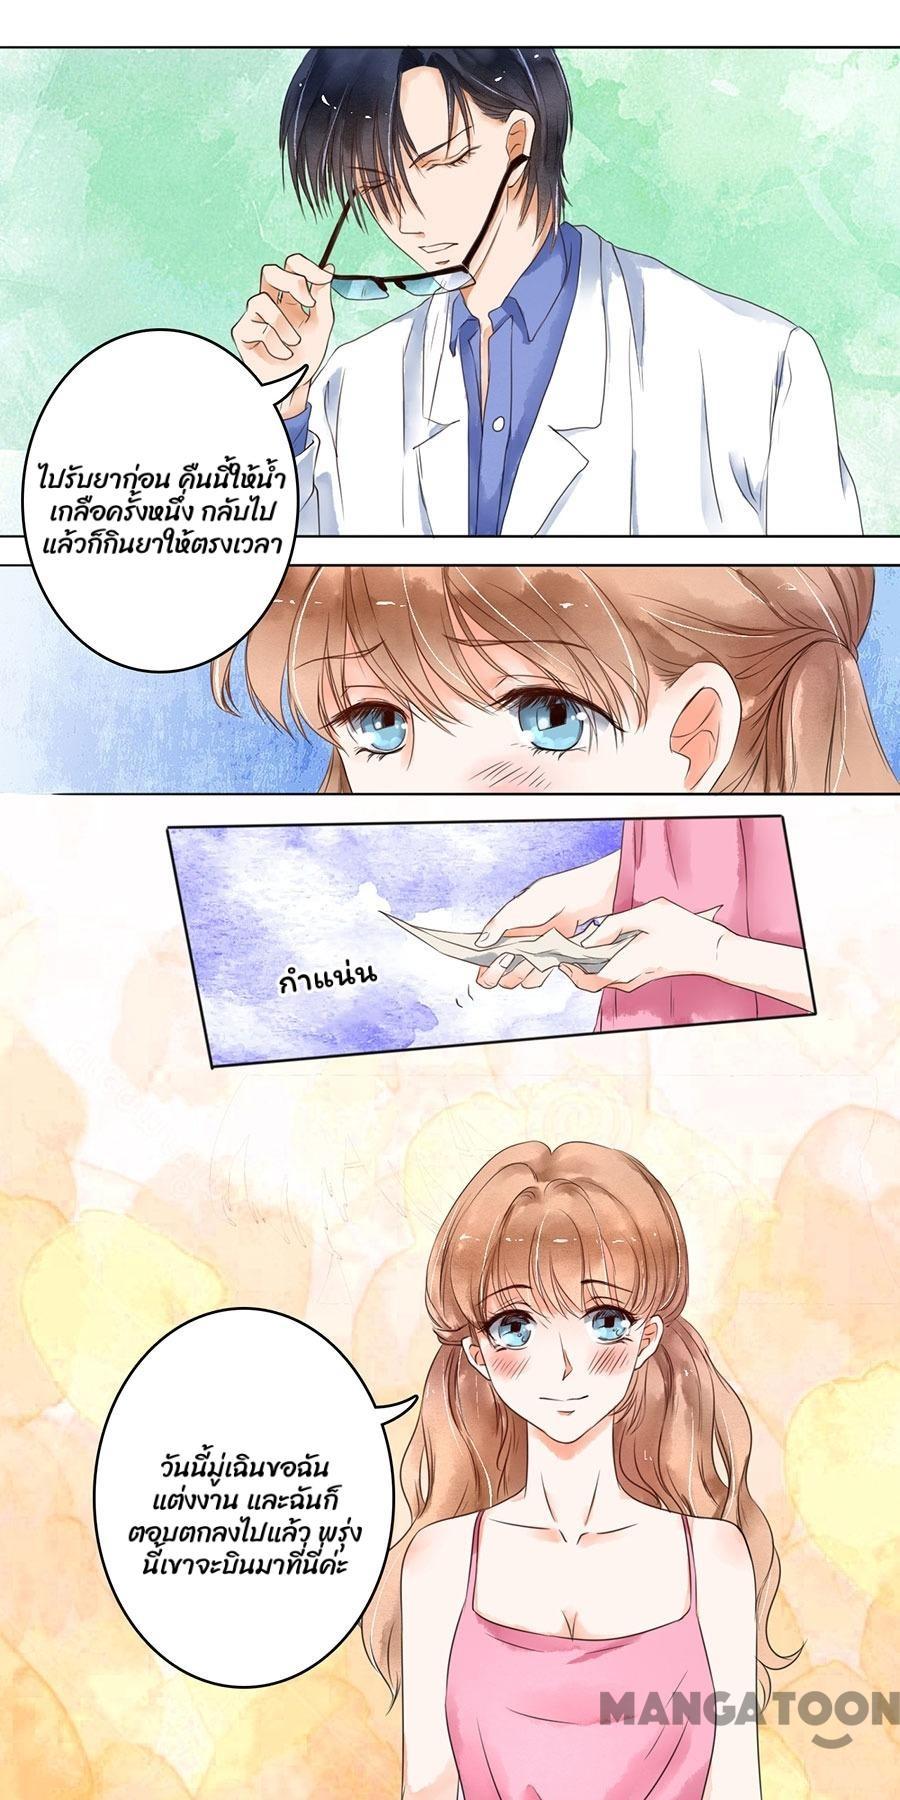 ไปรับยาก่อน คืนนี้ให้น้ำ
เกลือครั้งหนึ่ง กลับไป
แล้วก็กินยาให้ตรงเวลา
กำแน่น
วันนี้มู่เฉินขอฉัน
แต่งงาน และฉันก็
ตอบตกลงไปแล้ว พรุ่ง
นี้เขาจะบินมาที่นี่ค่ะ
MANGATOON